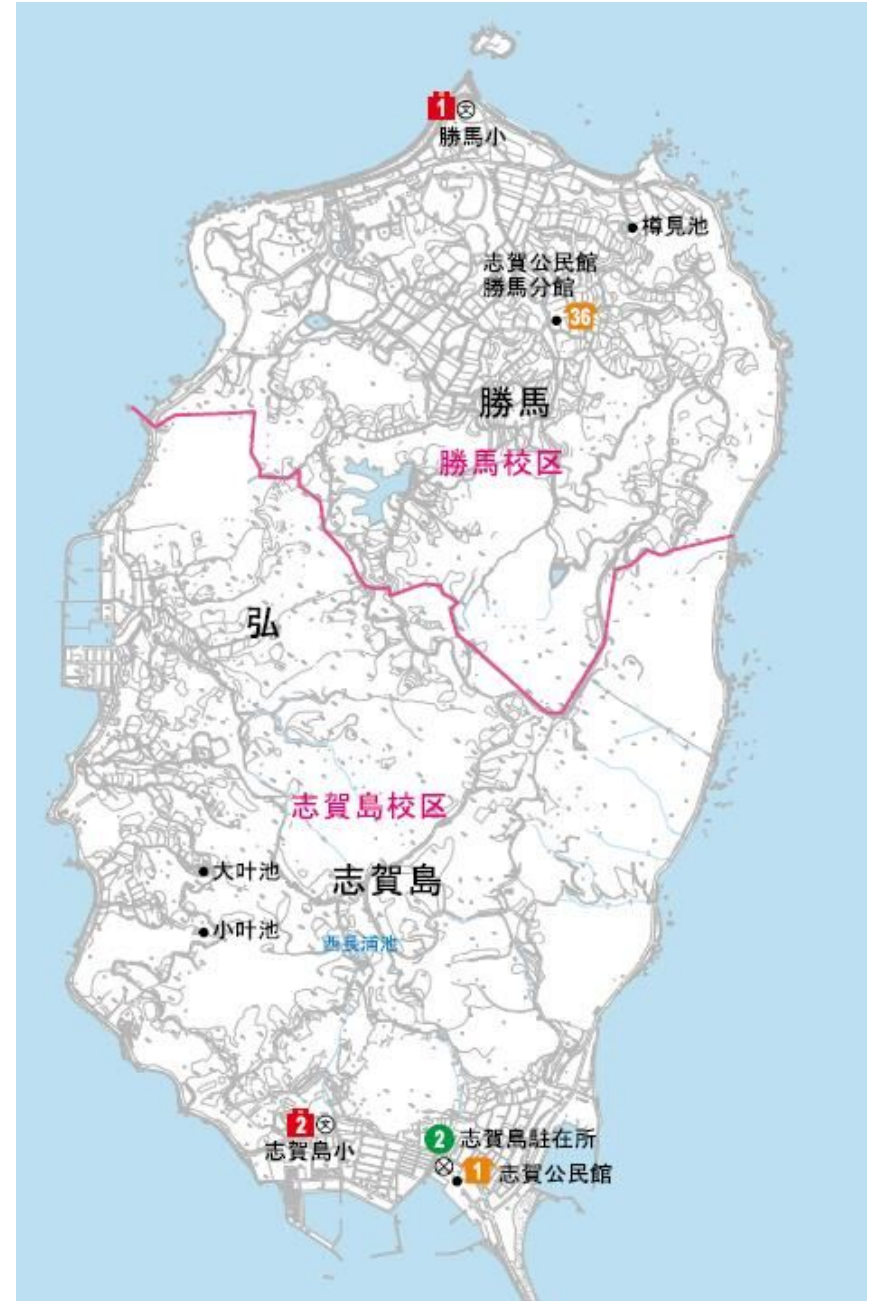 1
勝馬小
樽見池
志賀公民館
勝馬分館
36
勝馬
勝馬校区
弘
志賀島校区
大叶池
志賀島
小叶池
西長浦池
2
志賀島小
2 志賀島駐在所
1 志賀公民館